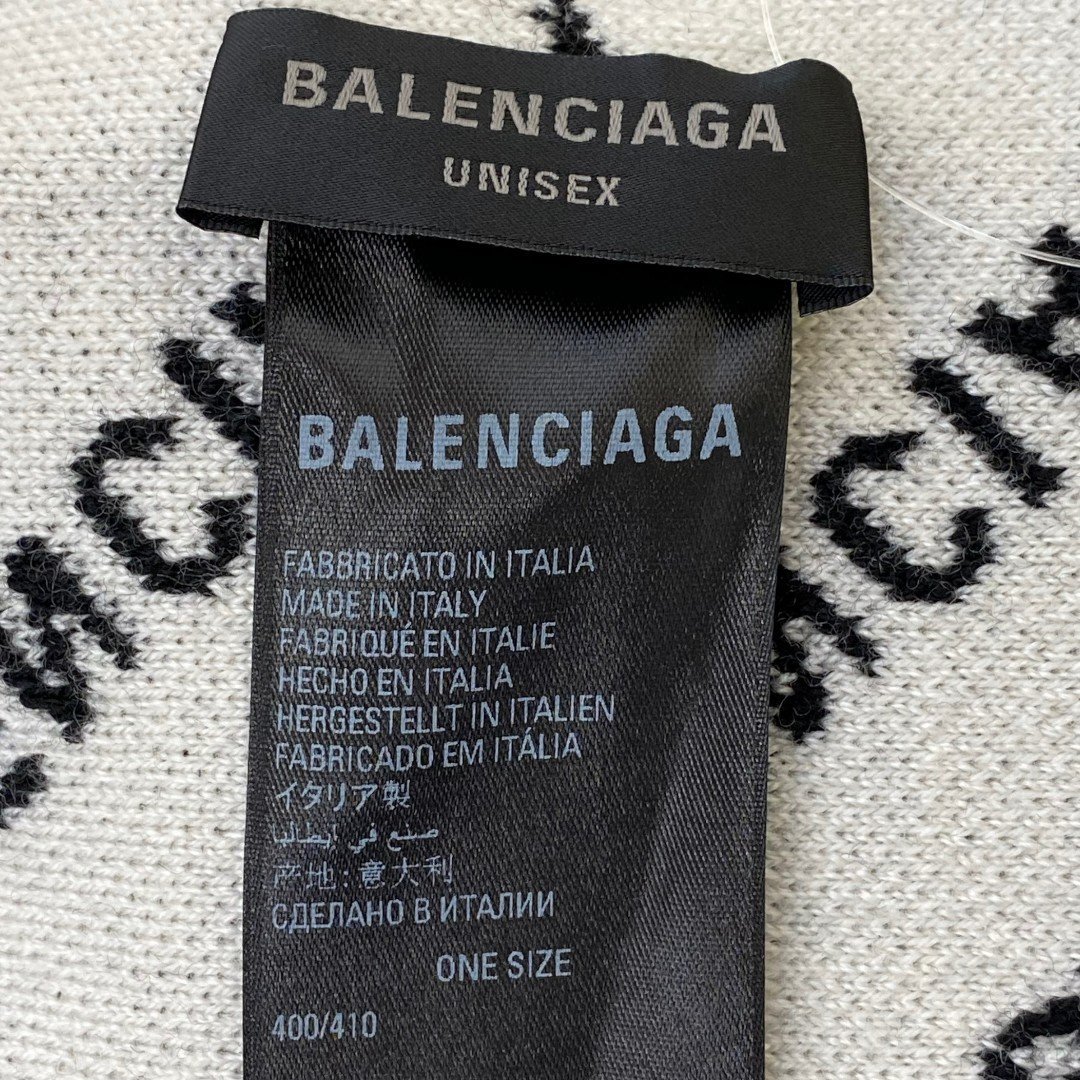 BALENCIAGA
UNISEX
BALENCIAGA
FABBRICATO IN ITALIA
MADE IN ITALY
FABRIQUÉ EN ITALIE
HECHO EN ITALIA
HERGESTELLT IN ITALIEN
FABRICADO EM ITÁLIA
イタリア製
صنع في إيطاليا
产地:意大利
СДЕЛАНО В ИТАЛИИ
ONE SIZE
400/410